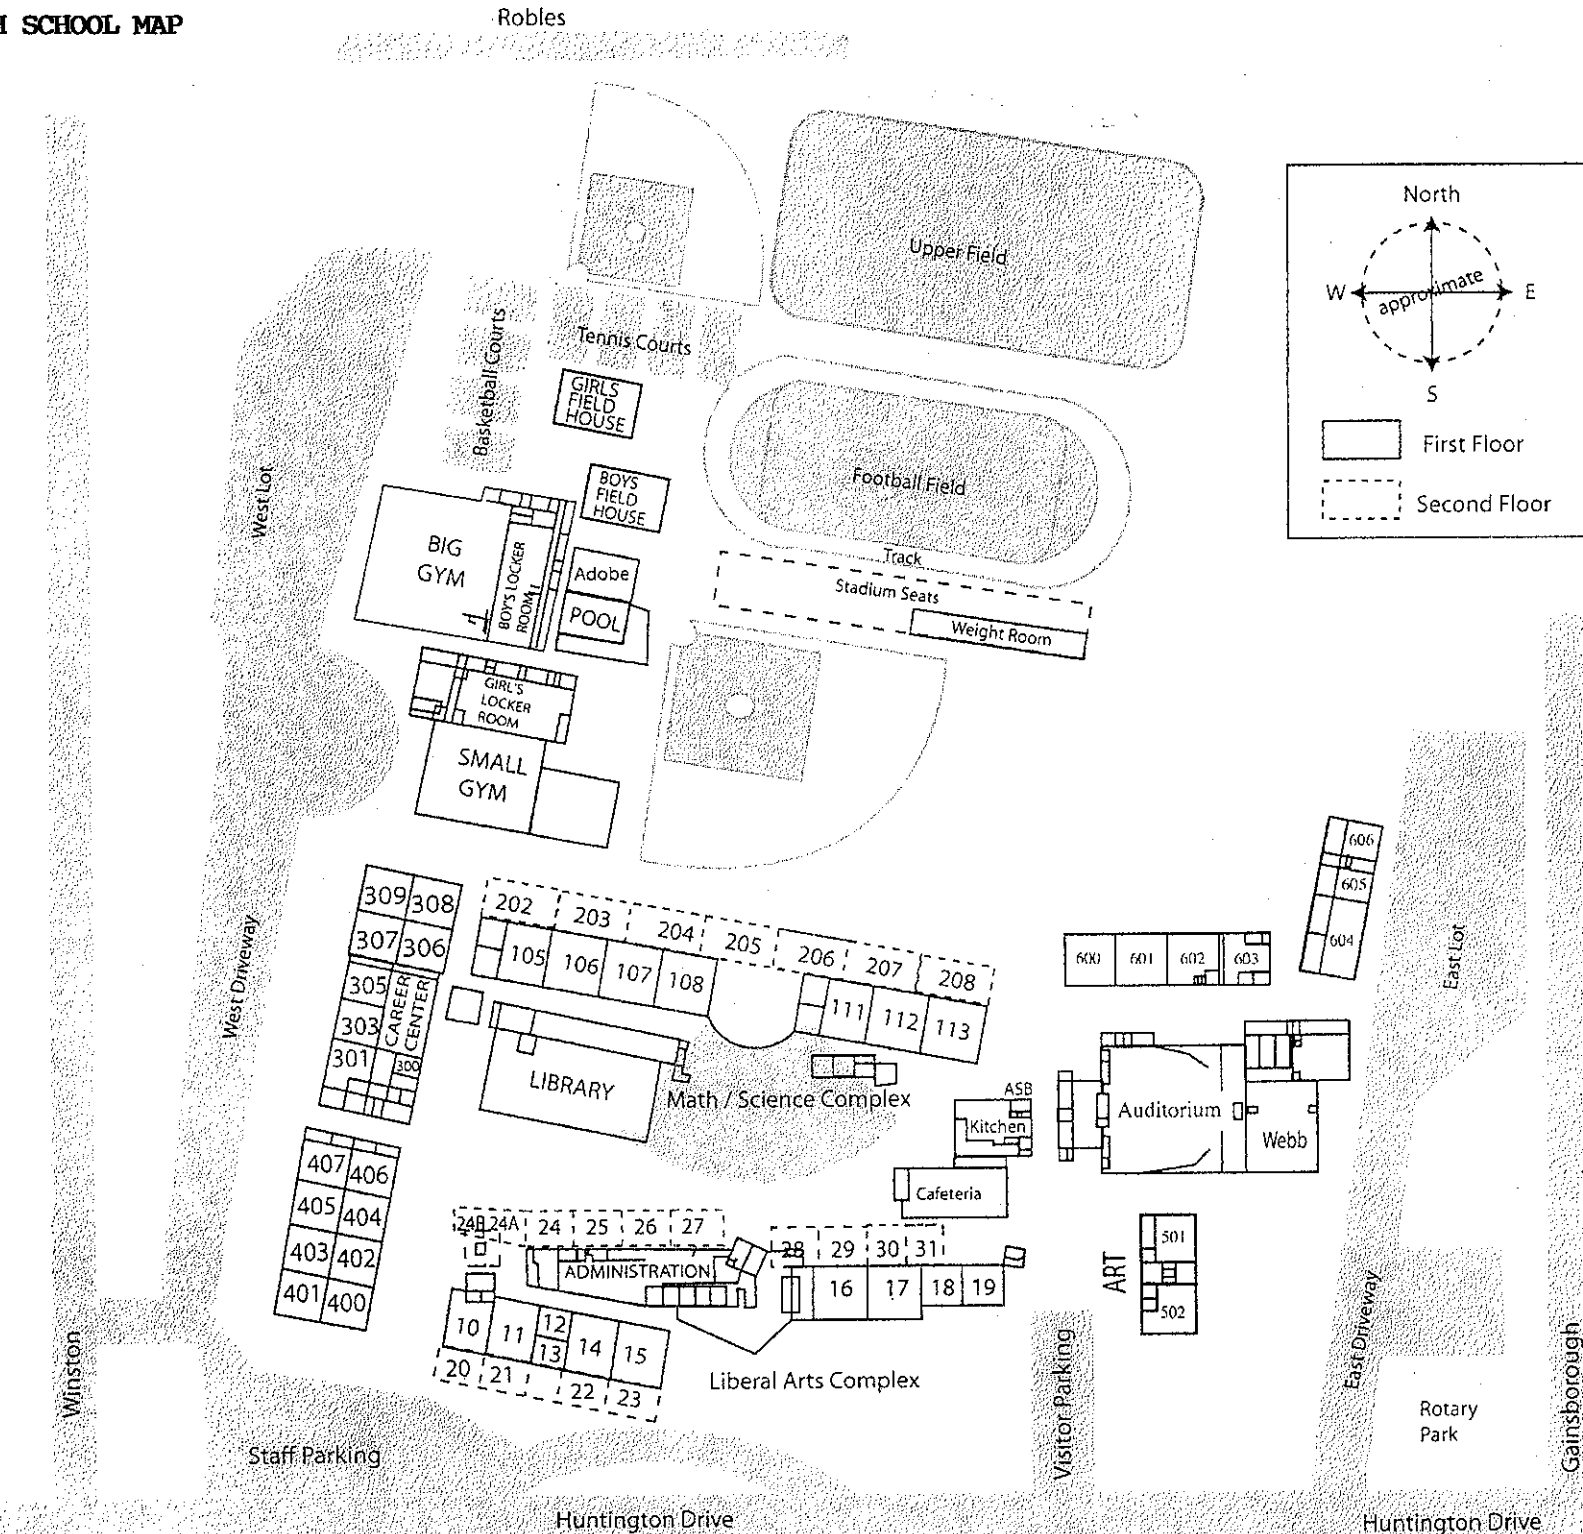 SCHOOL MAP
Robles
North
W
approximate
E
S
First Floor
Second Floor
Upper Field
Tennis Courts
Basketball Courts
GIRLS
FIELD
HOUSE
BOYS
FIELD
HOUSE
Football Field
Track
Stadium Seats
Weight Room
West Lot
BIG
GYM
BOY'S LOCKER
ROOM
Adobe
POOL
GIRL'S
LOCKER
ROOM
SMALL
GYM
309
308
307
306
305
303
301
300
CAREER
CENTER
West Driveway
202
203
204
205
206
207
208
105
106
107
108
111
112
113
LIBRARY
Math / Science Complex
600
601
602
603
606
605
604
East Lot
ASB
Kitchen
Cafeteria
Auditorium
Webb
407
406
405
404
403
402
401
400
24B
24A
24
25
26
27
28
29
30
31
ADMINISTRATION
16
17
18
19
10
11
12
13
14
15
20
21
22
23
Liberal Arts Complex
ART
501
502
Winston
Staff Parking
Visitor Parking
East Driveway
Rotary
Park
Gainsborough
Huntington Drive
Huntington Drive